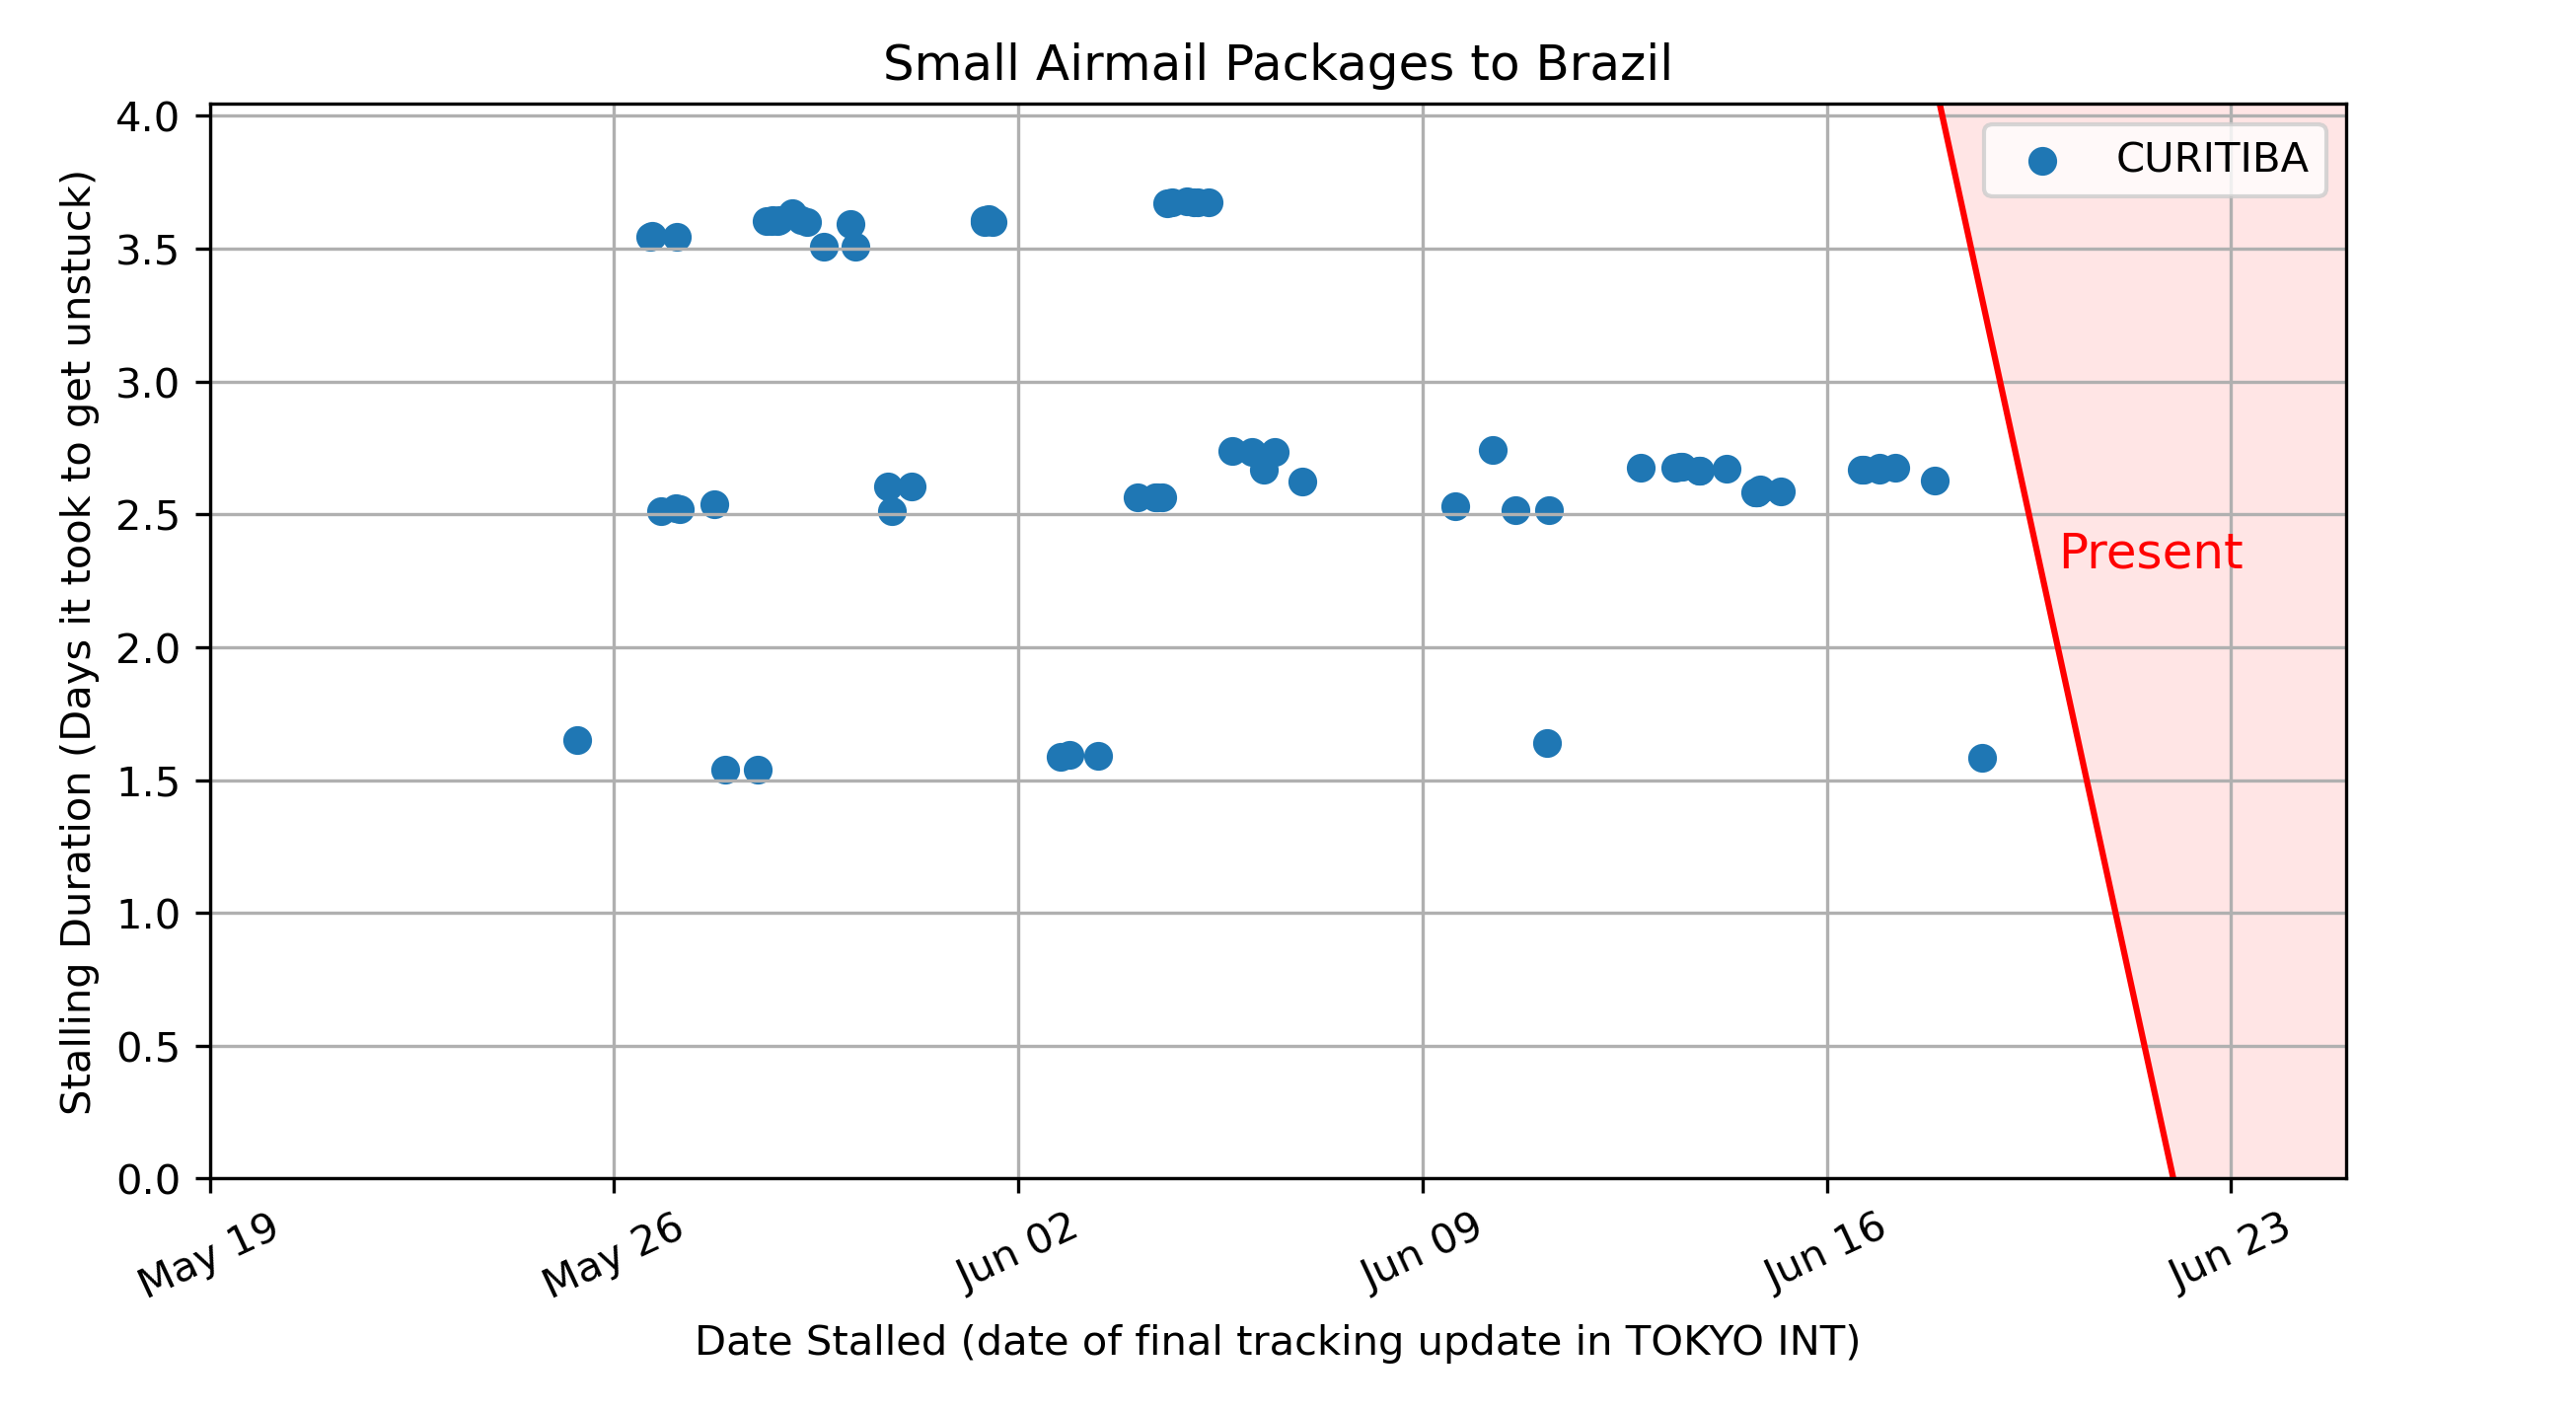 Small Airmail Packages to Brazil
4.0
3.5
3.0
2.5
2.0
1.5
1.0
0.5
0.0
Stalling Duration (Days it took to get unstuck)
CURITIBA
Present
May 19
May 26
Jun 02
Jun 09
Jun 16
Jun 23
Date Stalled (date of final tracking update in TOKYO INT)